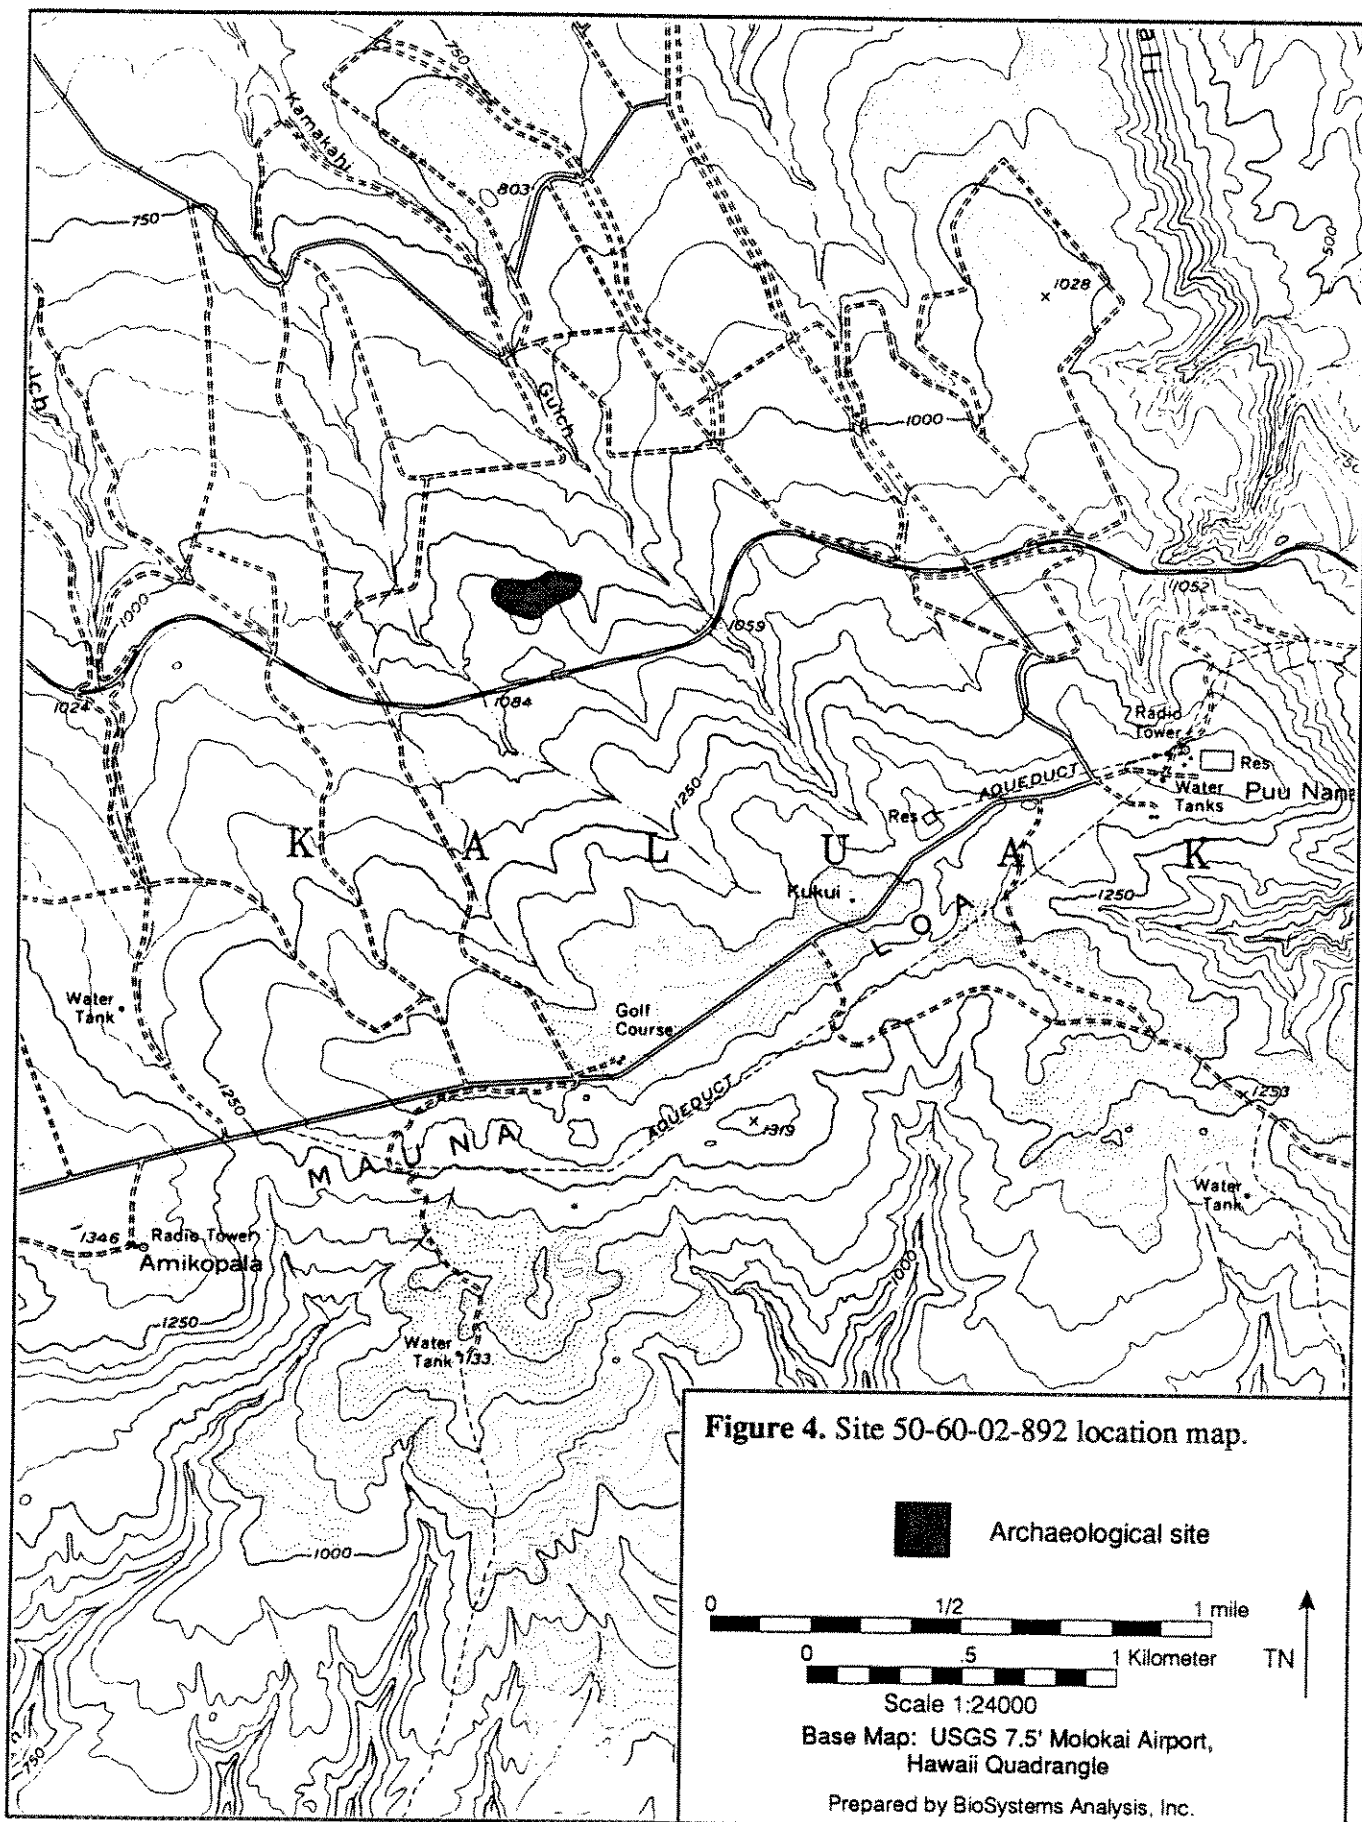 750
Kamakahi
803
750
1028
500
Gulch
1000
1000
1059
1052
1024
1084
Radio
Tower
Res
AQUEDUCT
Water
Tanks
Puu Nana
1250
Res
K A L U A K
Kukui
1250
LOA
Water
Tank
Golf
Course
1250
AQUEDUCT
1319
1253
MAUNA
Water
Tank
1346 Radio Tower
Amikopala
1000
1250
Water
Tank 1133
1000
750
Figure 4. Site 50-60-02-892 location map.
Archaeological site
0 1/2 1 mile
0 .5 1 Kilometer
TN
Scale 1:24000
Base Map: USGS 7.5' Molokai Airport,
Hawaii Quadrangle
Prepared by BioSystems Analysis, Inc.